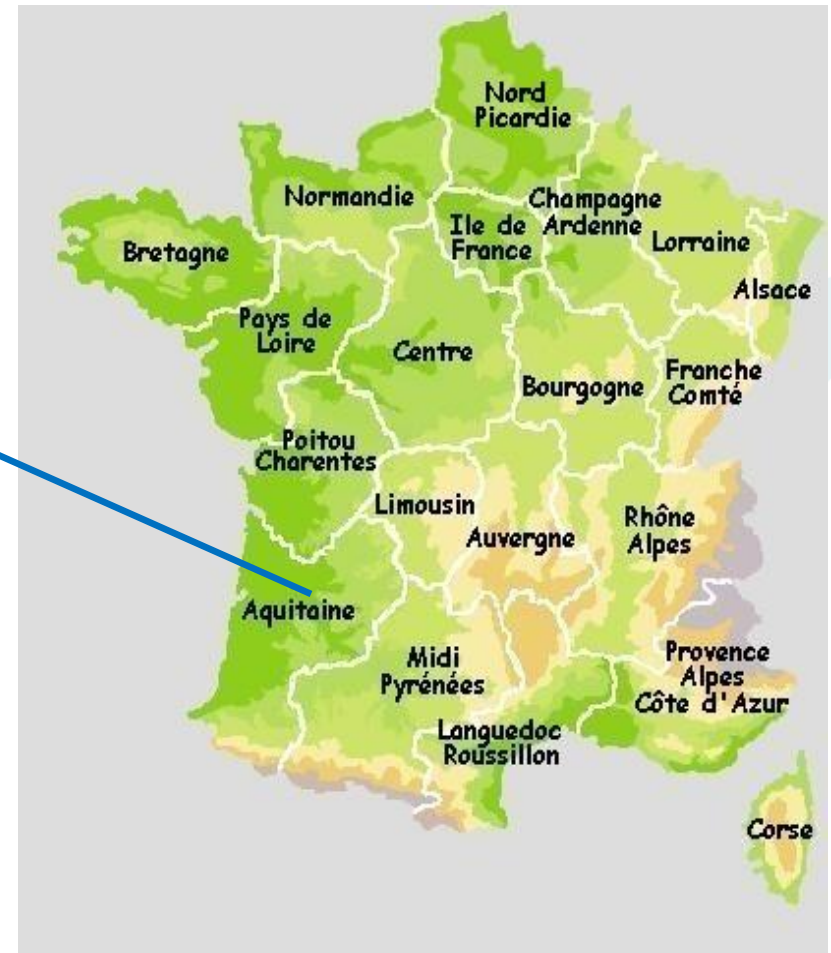 Nord
Picardie
Normandie
Ile de
France
Champagne
Ardenne
Lorraine
Alsace
Bretagne
Pays de
Loire
Centre
Bourgogne
Franche
Comté
Poitou
Charentes
Limousin
Auvergne
Rhône
Alpes
Aquitaine
Midi
Pyrénées
Provence
Alpes
Côte d'Azur
Languedoc
Roussillon
Corse